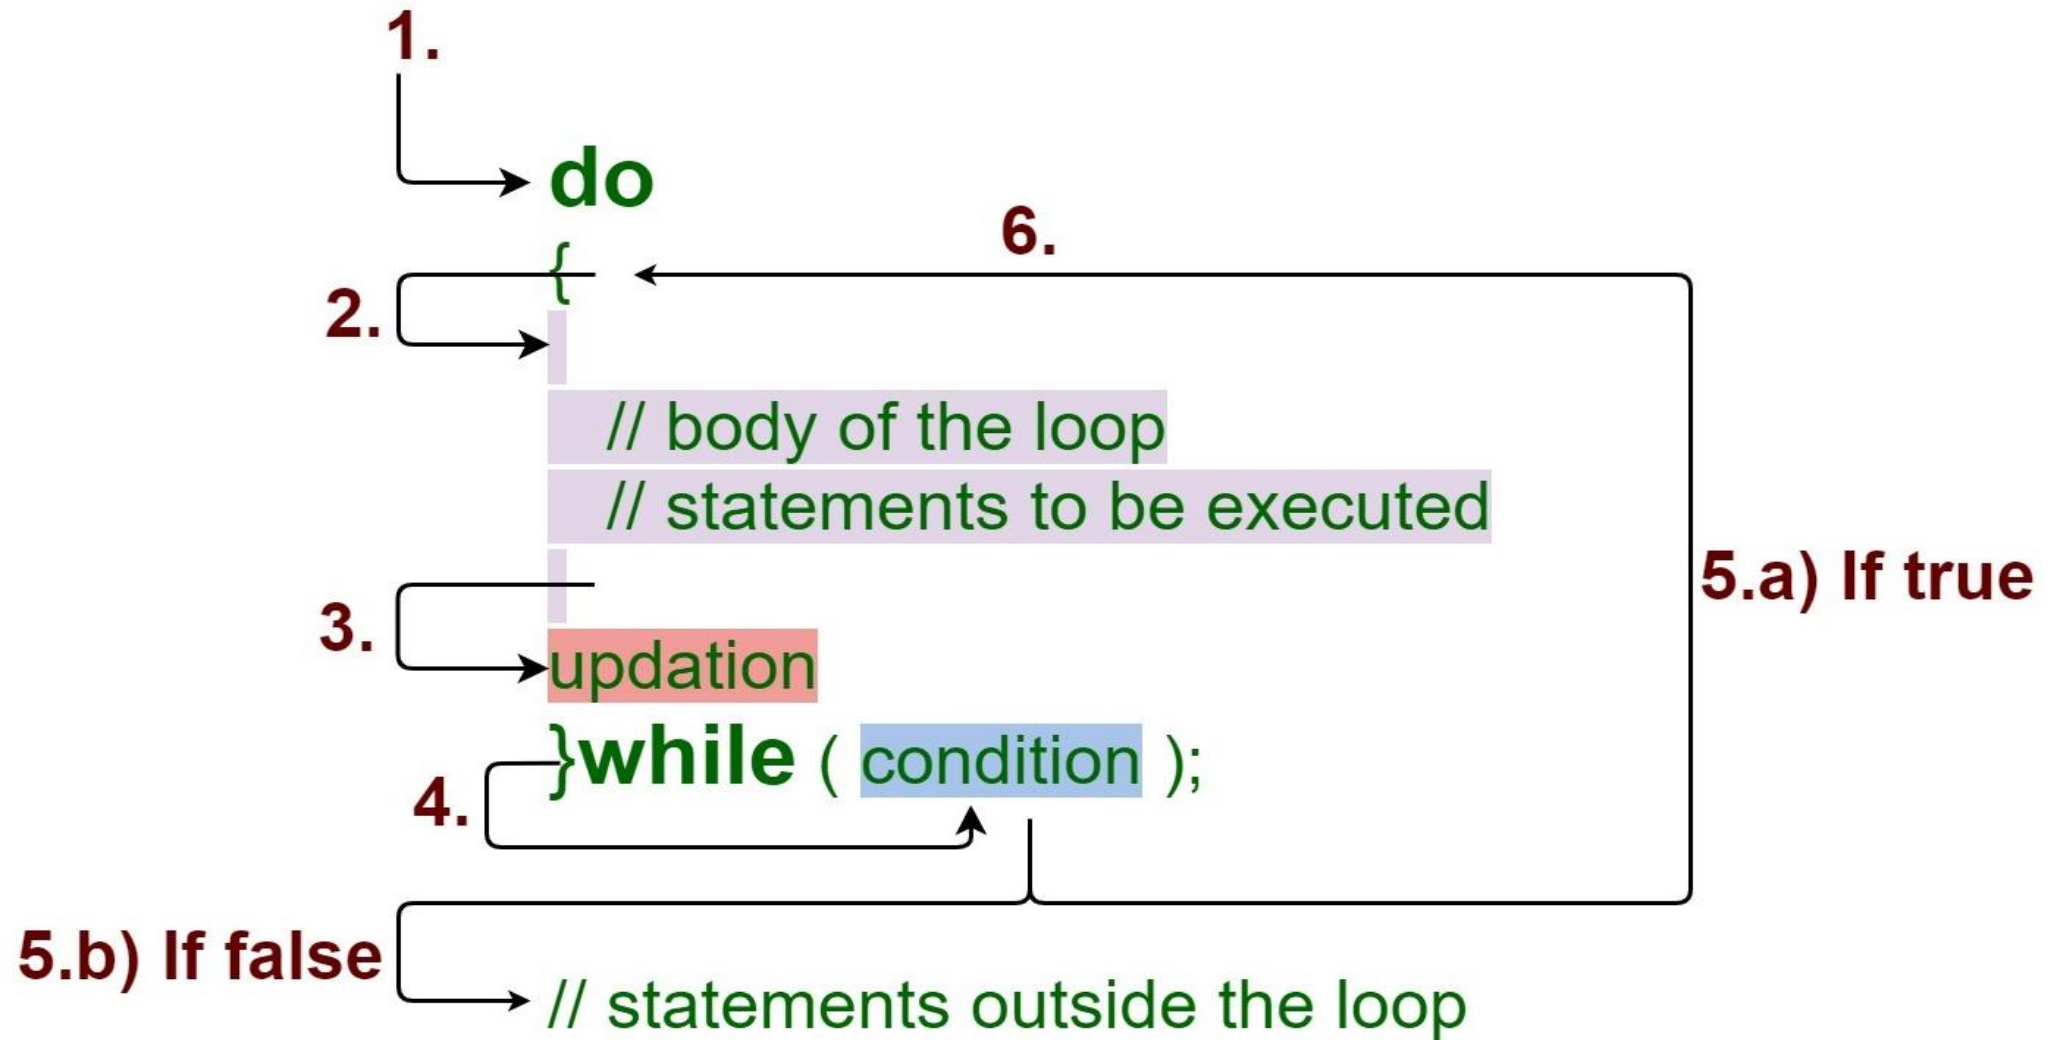 1.
do
6.
{
2.
// body of the loop
// statements to be executed
5.a) If true
3.
updation
}while ( condition );
4.
5.b) If false
// statements outside the loop